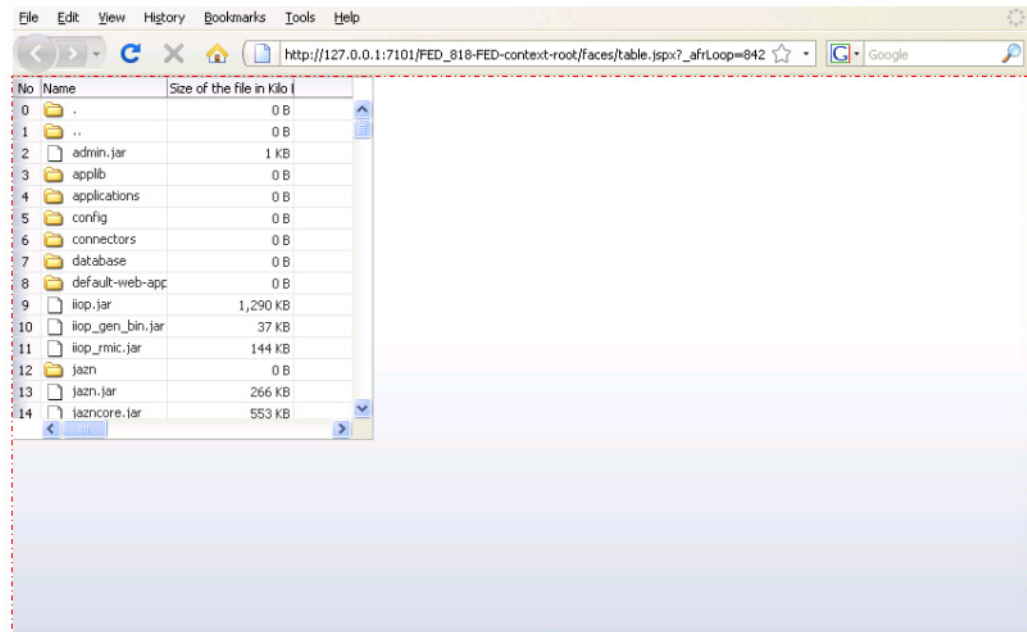 File Edit View History Bookmarks Tools Help
http://127.0.0.1:7101/FED_818-FED-context-root/faces/table.jspx?_afrLoop=842 G Google
No Name Size of the file in Kilo
0 . 0 B
1 .. 0 B
2 admin.jar 1 KB
3 applib 0 B
4 applications 0 B
5 config 0 B
6 connectors 0 B
7 database 0 B
8 default-web-app 0 B
9 iiop.jar 1,290 KB
10 iiop_gen_bin.jar 37 KB
11 iiop_rmic.jar 144 KB
12 jazn 0 B
13 jazn.jar 266 KB
14 jazncore.jar 553 KB